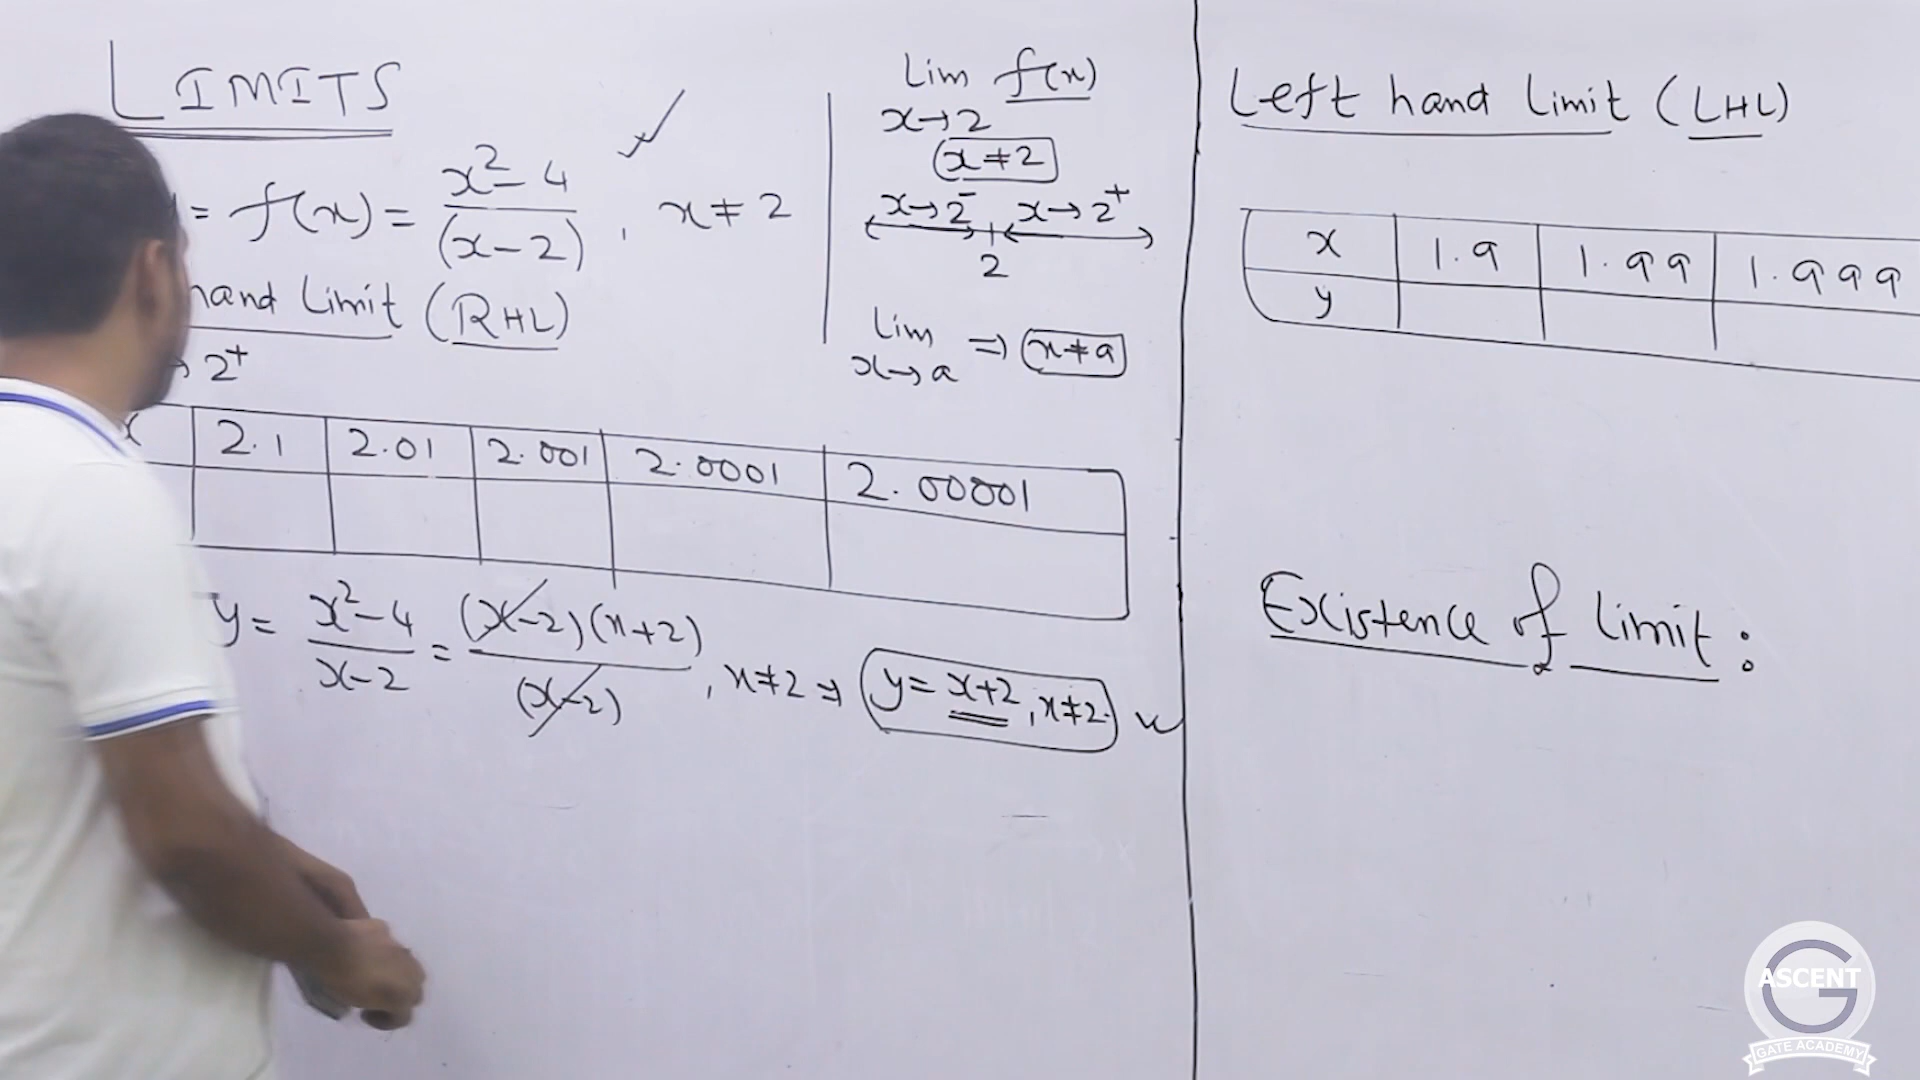 LIMITS
= f(x) = x²-4 / (x-2) , x ≠ 2
hand Limit (RHL)
→ 2⁺
x | 2.1 | 2.01 | 2.001 | 2.0001 | 2.00001
y = x²-4 / x-2 = (x-2)(x+2) / (x-2) , x≠2 ⇒ y = x+2 , x≠2.
Lim f(x)
x→2
x≠2
x→2⁻ x→2⁺
2
Lim ⇒ x≠a
x→a
Left hand limit (LHL)
x | 1.9 | 1.99 | 1.999
y
Existence of limit :
ASCENT
GATE ACADEMY